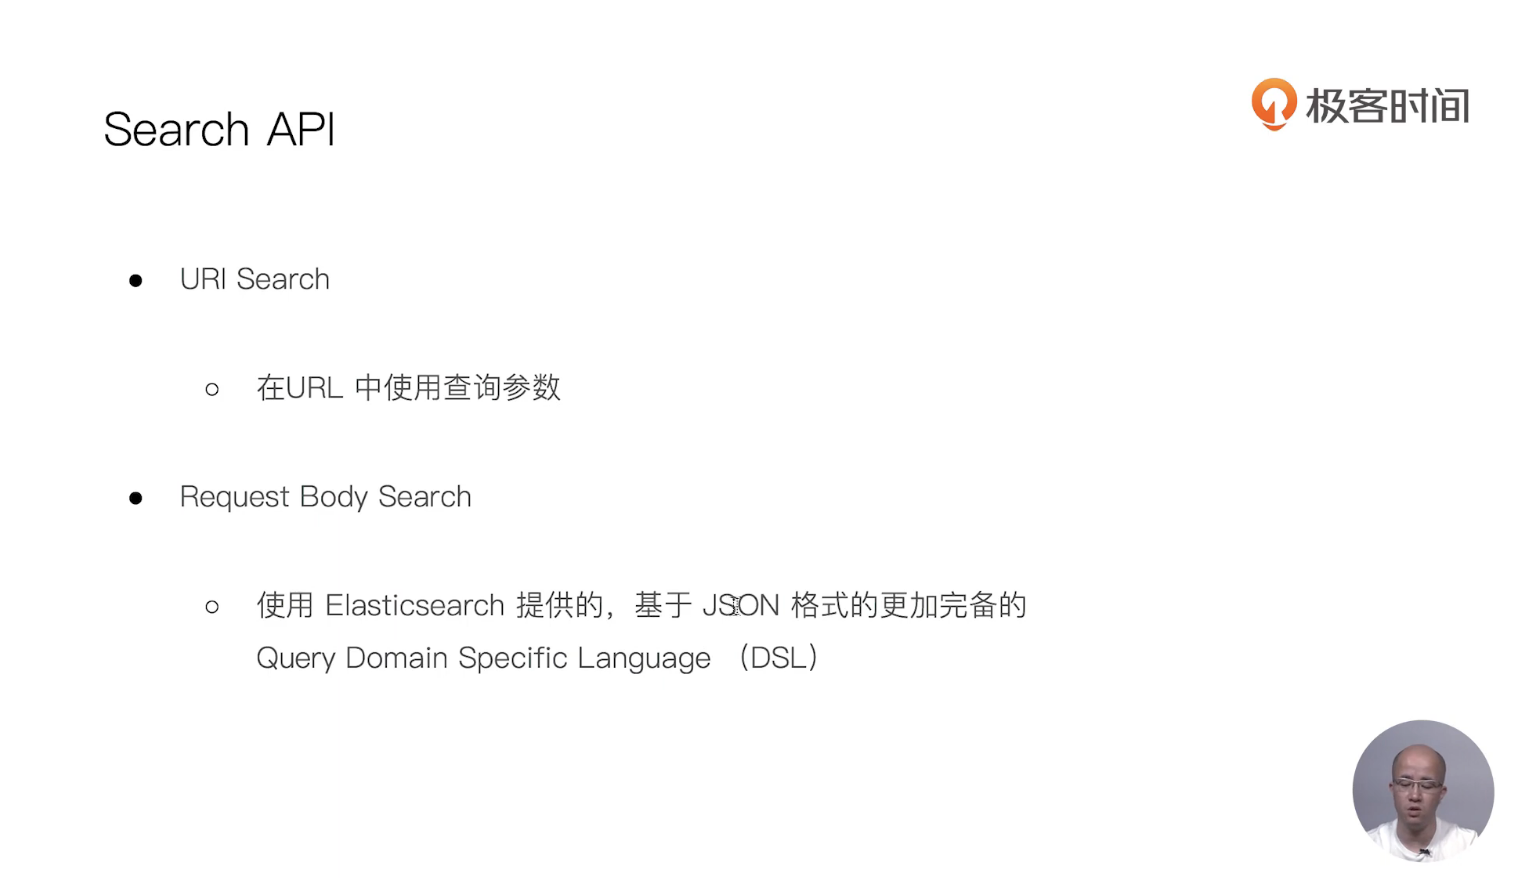 极客时间
Search API
URI Search
在URL 中使用查询参数
Request Body Search
使用 Elasticsearch 提供的，基于 JSON 格式的更加完备的
Query Domain Specific Language （DSL）